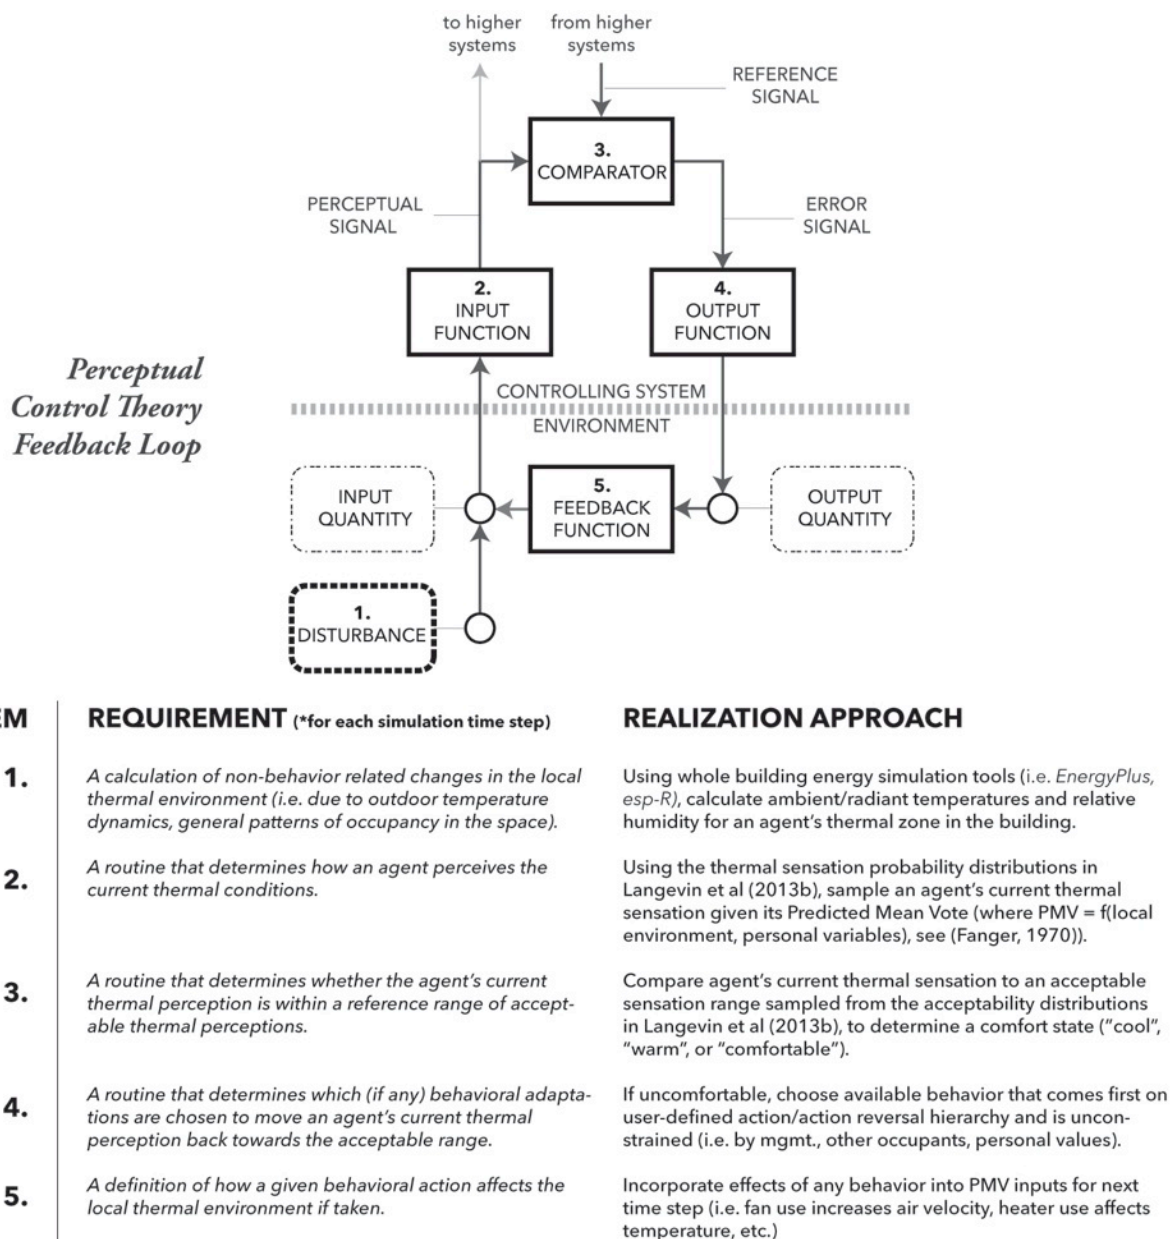 to higher
systems
from higher
systems
REFERENCE
SIGNAL
3.
COMPARATOR
PERCEPTUAL
SIGNAL
ERROR
SIGNAL
2.
INPUT
FUNCTION
4.
OUTPUT
FUNCTION
Perceptual
Control Theory
Feedback Loop
CONTROLLING SYSTEM
ENVIRONMENT
INPUT
QUANTITY
5.
FEEDBACK
FUNCTION
OUTPUT
QUANTITY
1.
DISTURBANCE
EM
REQUIREMENT (*for each simulation time step)
REALIZATION APPROACH
1.
A calculation of non-behavior related changes in the local
thermal environment (i.e. due to outdoor temperature
dynamics, general patterns of occupancy in the space).
Using whole building energy simulation tools (i.e. EnergyPlus,
esp-R), calculate ambient/radiant temperatures and relative
humidity for an agent's thermal zone in the building.
2.
A routine that determines how an agent perceives the
current thermal conditions.
Using the thermal sensation probability distributions in
Langevin et al (2013b), sample an agent's current thermal
sensation given its Predicted Mean Vote (where PMV = f(local
environment, personal variables), see (Fanger, 1970)).
3.
A routine that determines whether the agent's current
thermal perception is within a reference range of accept-
able thermal perceptions.
Compare agent's current thermal sensation to an acceptable
sensation range sampled from the acceptability distributions
in Langevin et al (2013b), to determine a comfort state ("cool",
"warm", or "comfortable").
4.
A routine that determines which (if any) behavioral adapta-
tions are chosen to move an agent's current thermal
perception back towards the acceptable range.
If uncomfortable, choose available behavior that comes first on
user-defined action/action reversal hierarchy and is uncon-
strained (i.e. by mgmt., other occupants, personal values).
5.
A definition of how a given behavioral action affects the
local thermal environment if taken.
Incorporate effects of any behavior into PMV inputs for next
time step (i.e. fan use increases air velocity, heater use affects
temperature, etc.)